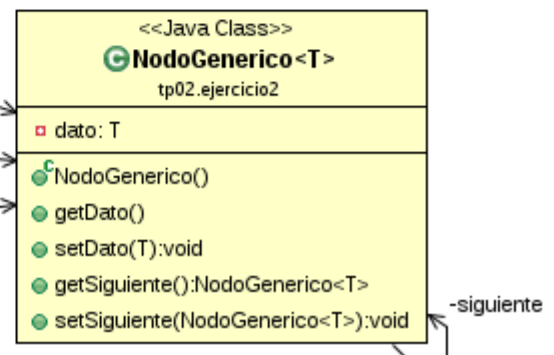 <<Java Class>>
C NodoGenerico<T>
tp02.ejercicio2
dato: T
C NodoGenerico()
getDato()
setDato(T):void
getSiguiente():NodoGenerico<T>
setSiguiente(NodoGenerico<T>):void
-siguiente